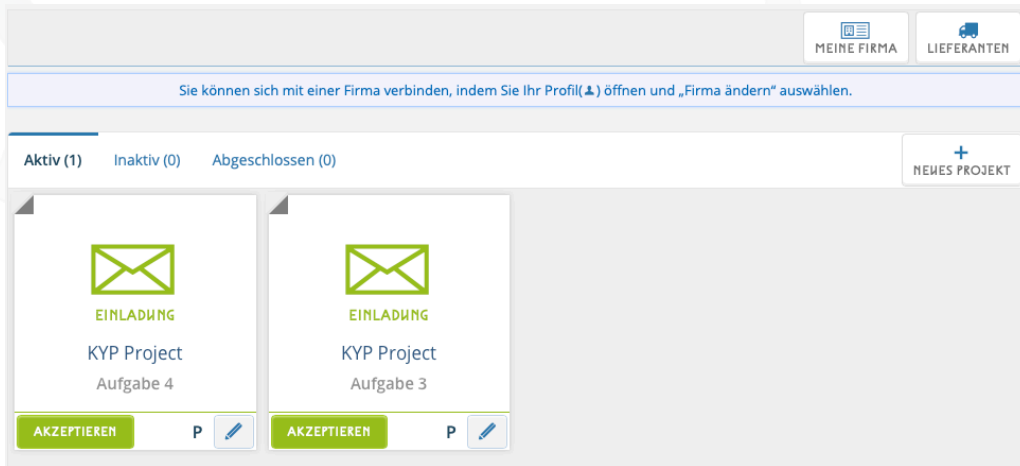 MEINE FIRMA
LIEFERANTEN
Sie können sich mit einer Firma verbinden, indem Sie Ihr Profil() öffnen und „Firma ändern“ auswählen.
Aktiv (1)
Inaktiv (0)
Abgeschlossen (0)
NEUES PROJEKT
EINLADUNG
KYP Project
Aufgabe 4
AKZEPTIEREN
P
EINLADUNG
KYP Project
Aufgabe 3
AKZEPTIEREN
P